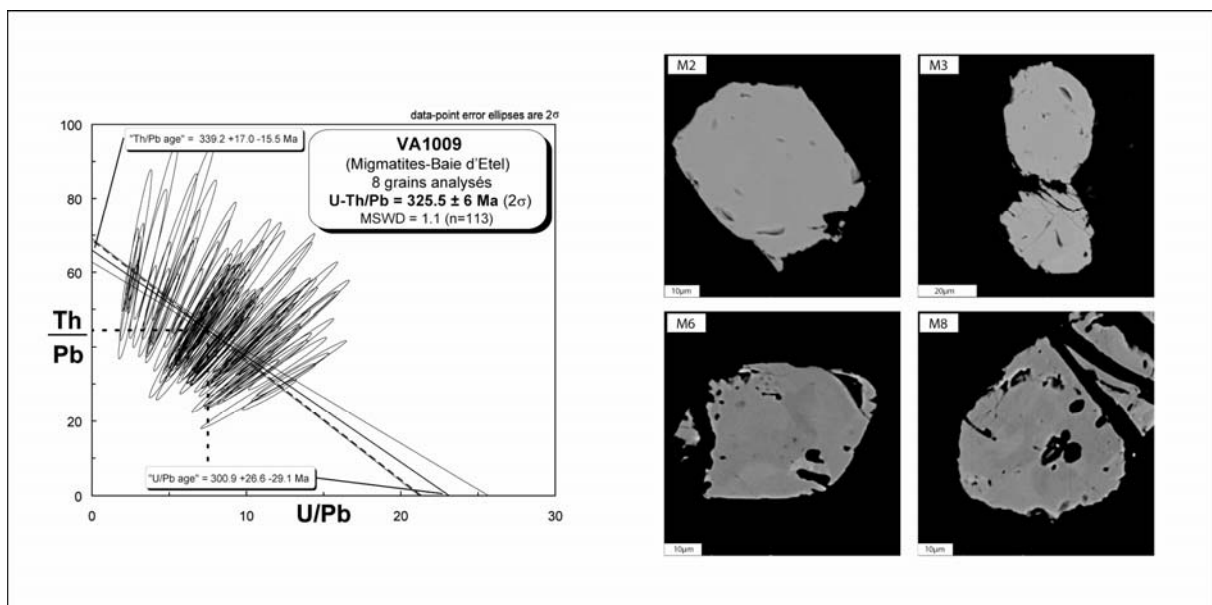 data-point error ellipses are 2σ
100
80
60
40
20
0
Th
Pb
"Th/Pb age" = 339.2 +17.0 -15.5 Ma
VA1009
(Migmatites-Baie d'Etel)
8 grains analysés
U-Th/Pb = 325.5 ± 6 Ma (2σ)
MSWD = 1.1 (n=113)
"U/Pb age" = 300.9 +26.6 -29.1 Ma
0
10
20
30
U/Pb
M2
10µm
M3
20µm
M6
10µm
M8
10µm